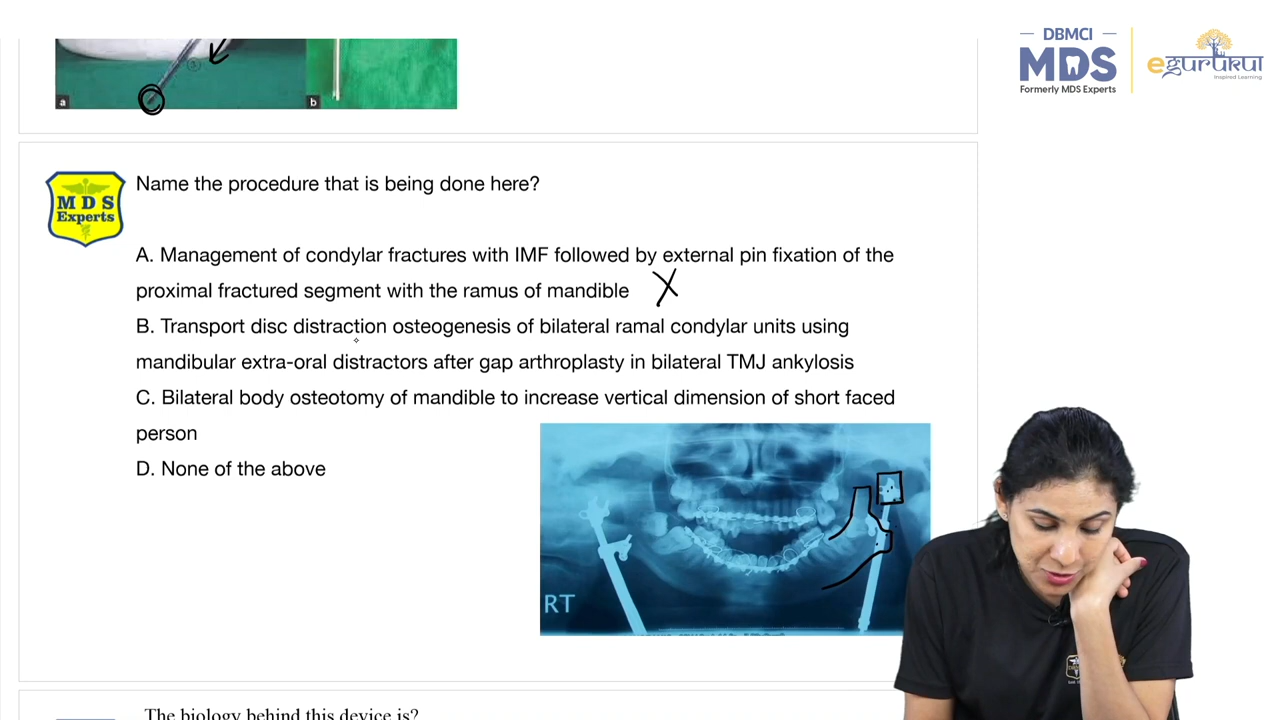 DBMCI
MDS
Formerly MDS Experts
egurukul
Inspired Learning
a
b
MDS
Experts
Name the procedure that is being done here?
A. Management of condylar fractures with IMF followed by external pin fixation of the
proximal fractured segment with the ramus of mandible
B. Transport disc distraction osteogenesis of bilateral ramal condylar units using
mandibular extra-oral distractors after gap arthroplasty in bilateral TMJ ankylosis
C. Bilateral body osteotomy of mandible to increase vertical dimension of short faced
person
D. None of the above
RT
The biology behind this device is?